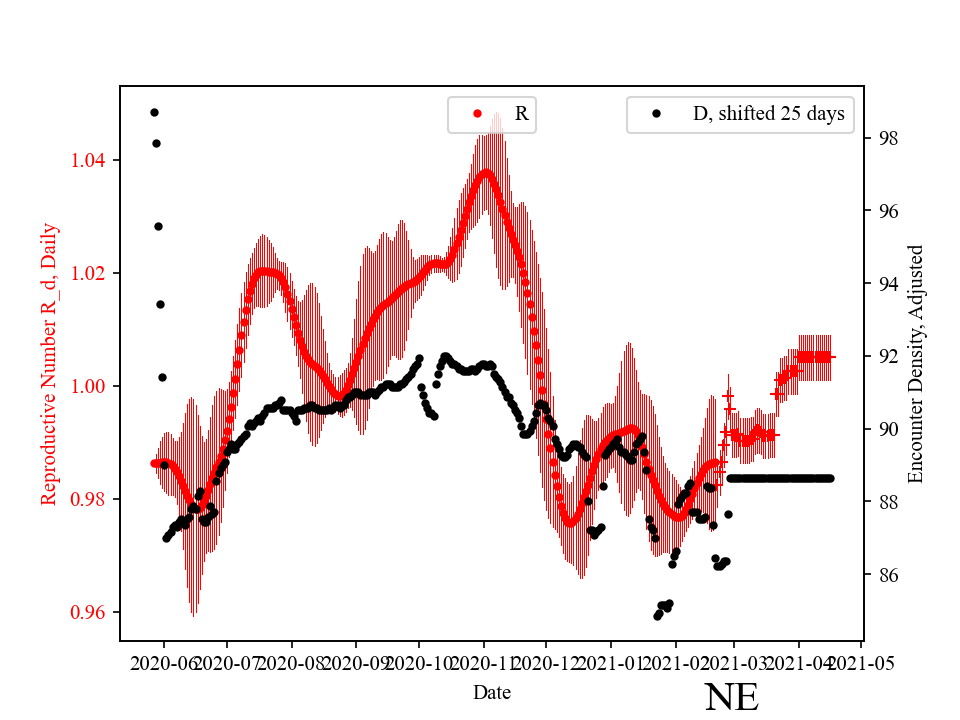 R
D, shifted 25 days
1.04
1.02
1.00
0.98
0.96
Reproductive Number R_d, Daily
98
96
94
92
90
88
86
Encounter Density, Adjusted
2020-06 2020-07 2020-08 2020-09 2020-10 2020-11 2020-12 2021-01 2021-02 2021-03 2021-04 2021-05
Date
NE